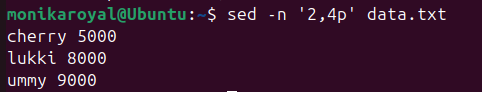 monikaroyal@Ubuntu:~$ sed -n '2,4p' data.txt
cherry 5000
lukki 8000
ummy 9000